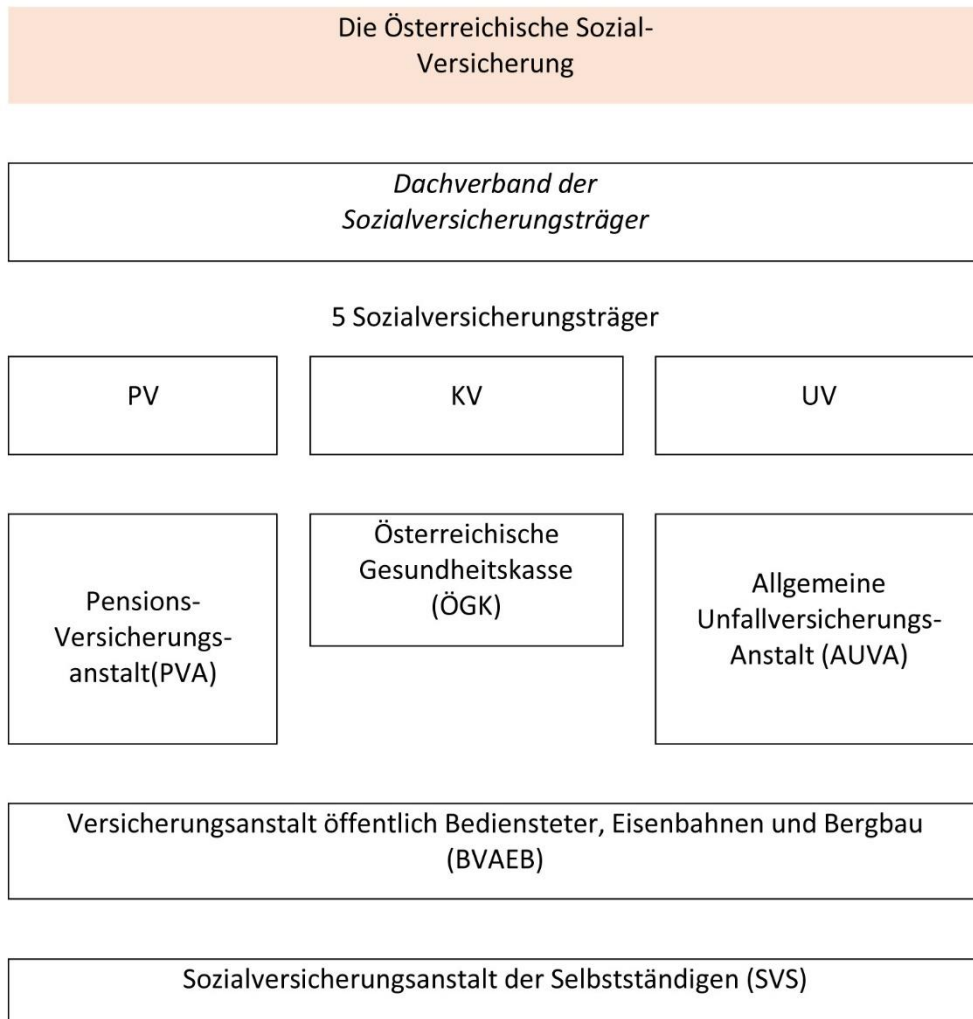 Die Österreichische Sozial-
Versicherung
Dachverband der
Sozialversicherungsträger
5 Sozialversicherungsträger
PV
KV
UV
Pensions-
Versicherungs-
anstalt(PVA)
Österreichische
Gesundheitskasse
(ÖGK)
Allgemeine
Unfallversicherungs-
Anstalt (AUVA)
Versicherungsanstalt öffentlich Bediensteter, Eisenbahnen und Bergbau
(BVAEB)
Sozialversicherungsanstalt der Selbstständigen (SVS)